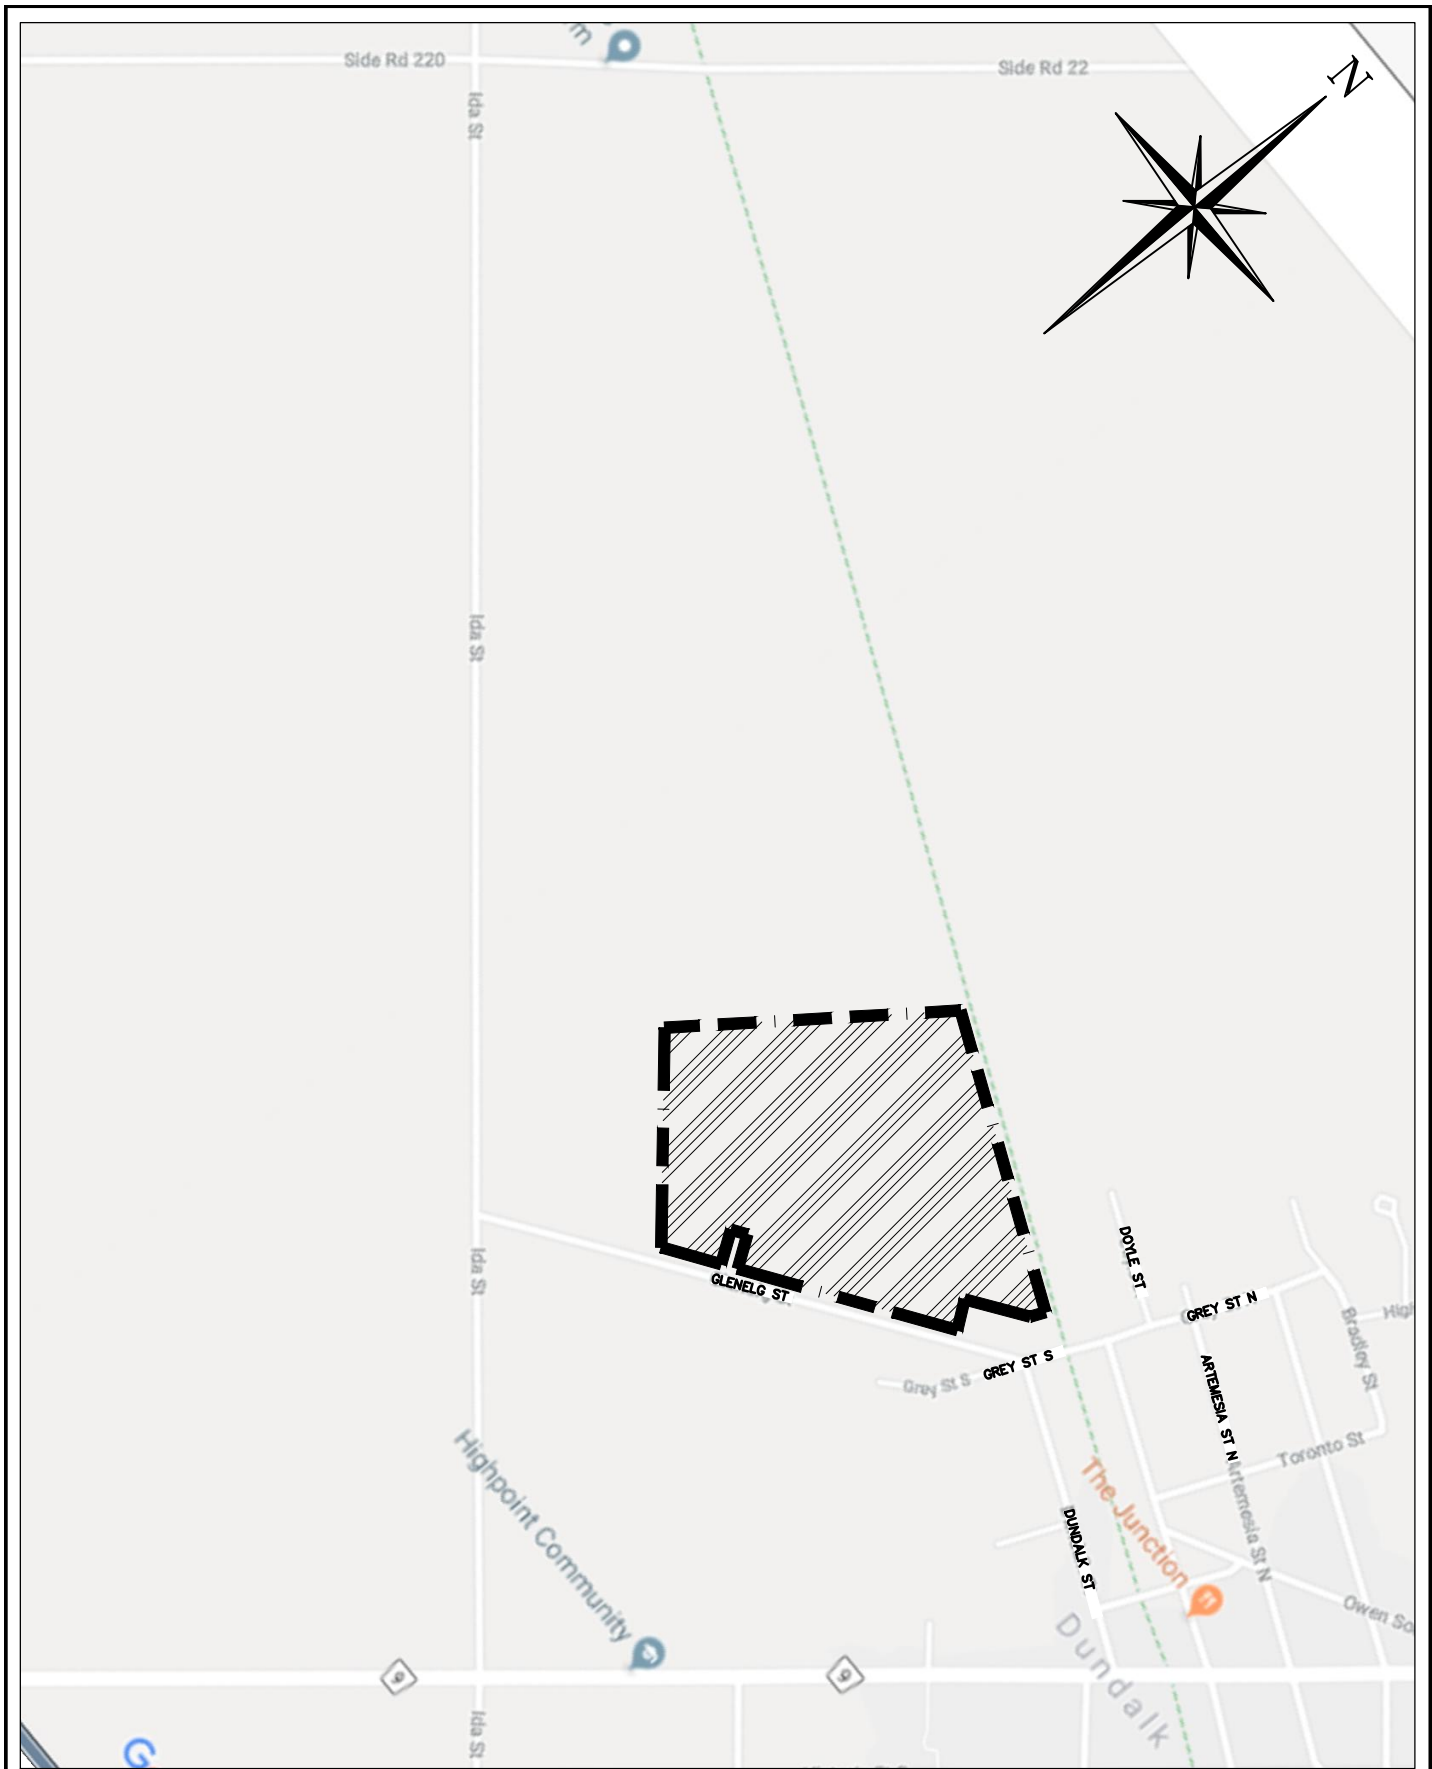 m
Side Rd 220
Side Rd 22
N
Ida St
Ida St
DOYLE ST
Ida St
GLENELG ST
GREY ST N
High
Bradley St
GREY ST S
Grey St S
ARTEMESIA ST N
Toronto St
Highpoint Community
The Junction
Artemesia St N
DUNDALK ST
Owen So
Dundalk
9
9
Ida St
G